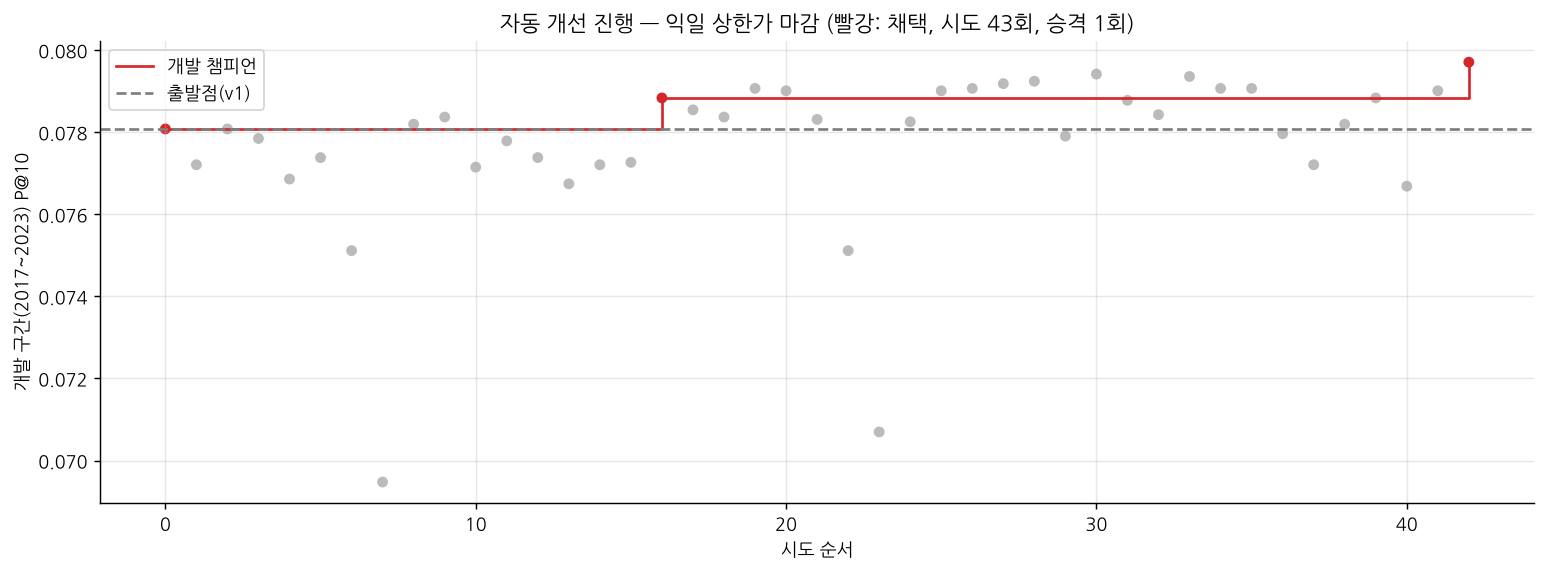 자동 개선 진행 — 익일 상한가 마감 (빨강: 채택, 시도 43회, 승격 1회)
개발 챔피언
출발점(v1)
개발 구간(2017~2023) P@10
0.080
0.078
0.076
0.074
0.072
0.070
0
10
20
30
40
시도 순서